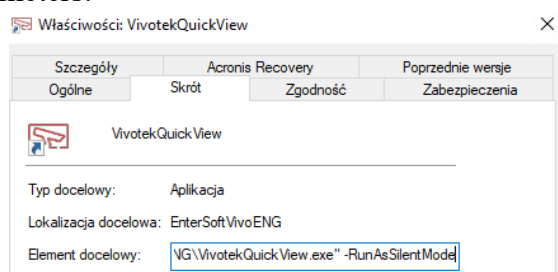 Właściwości: VivotekQuickView
Szczegóły Acronis Recovery Poprzednie wersje
Ogólne Skrót Zgodność Zabezpieczenia
VivotekQuickView
Typ docelowy: Aplikacja
Lokalizacja docelowa: EnterSoftVivoENG
Element docelowy: \VivotekQuickView.exe" -RunAsSilentMode